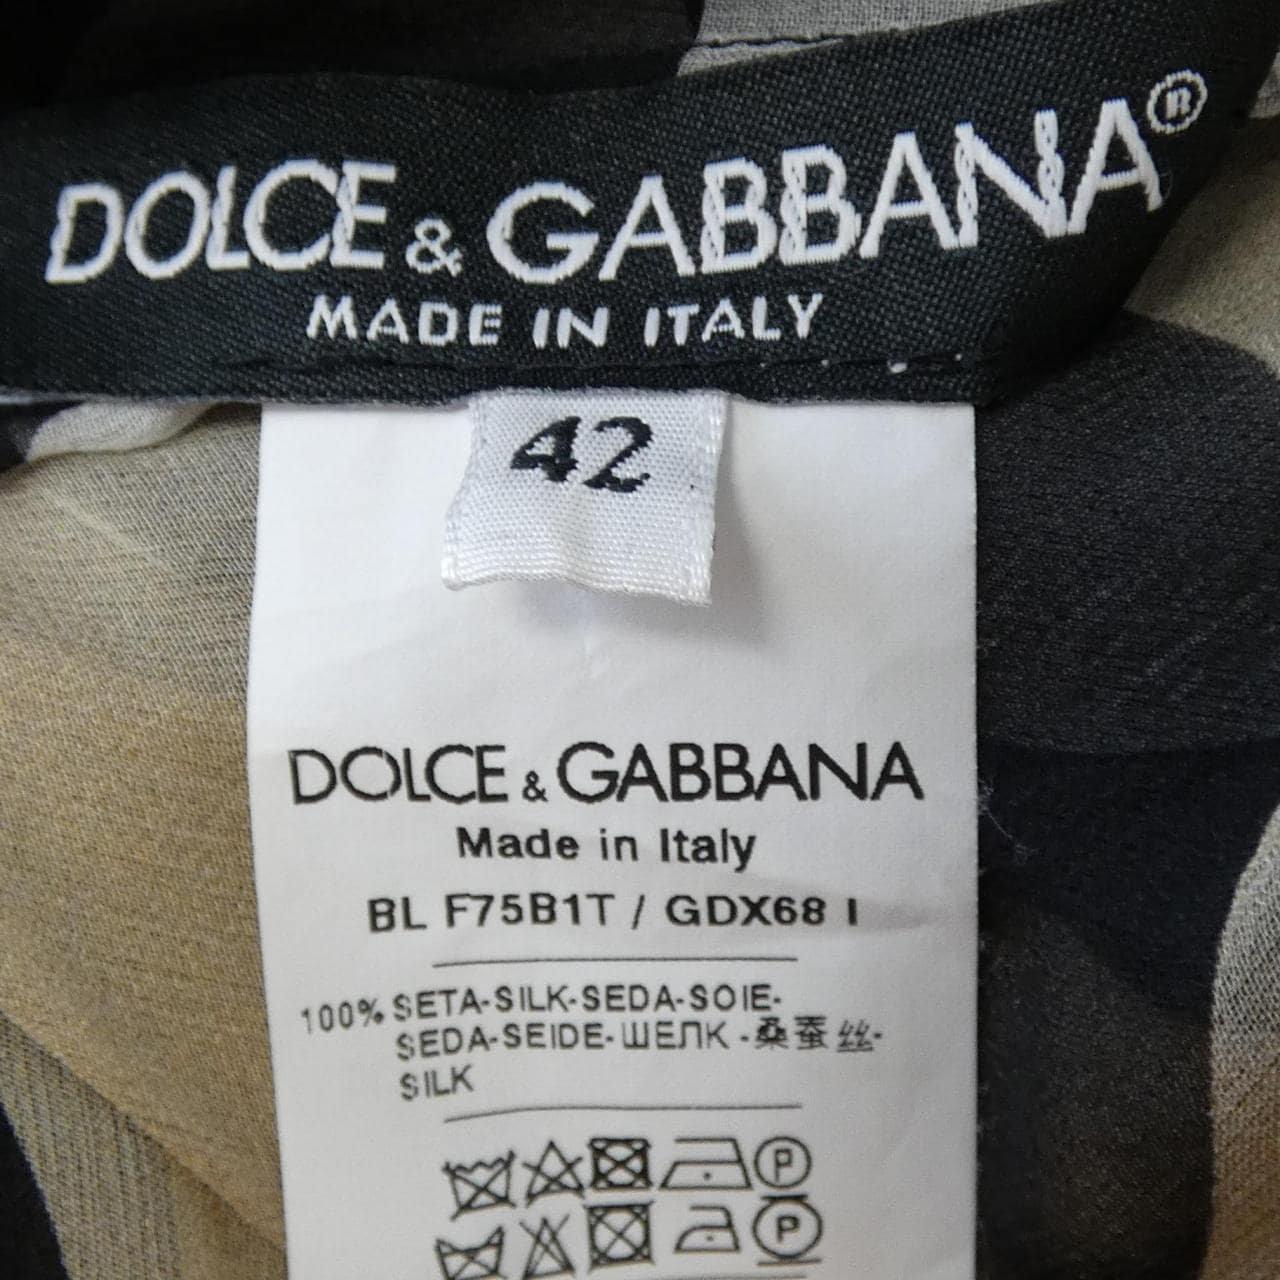 DOLCE & GABBANA®
MADE IN ITALY
42
DOLCE & GABBANA
Made in Italy
BL F75B1T / GDX68 I
100% SETA-SILK-SEDA-SOIE-
SEDA-SEIDE-ШЕЛК -桑蚕丝-
SILK
P
P